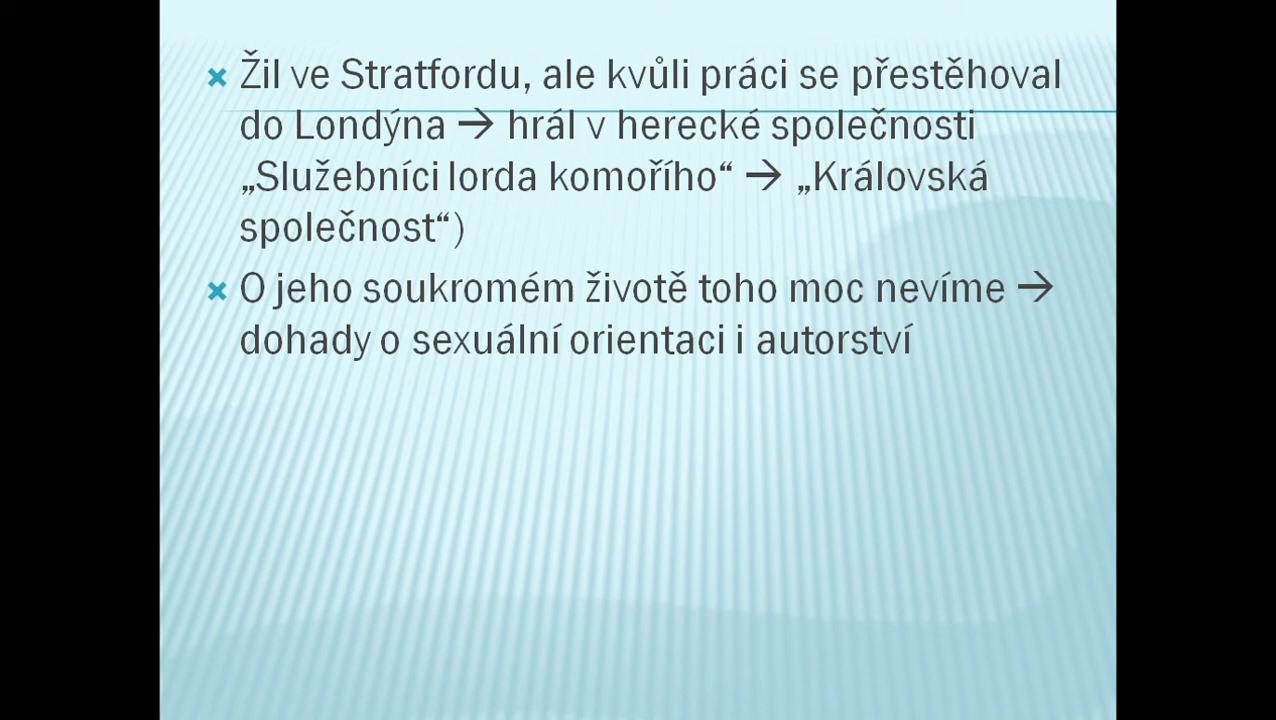 Žil ve Stratfordu, ale kvůli práci se přestěhoval
do Londýna → hrál v herecké společnosti
„Služebníci lorda komořího“ → „Královská
společnost“)
O jeho soukromém životě toho moc nevíme →
dohady o sexuální orientaci i autorství